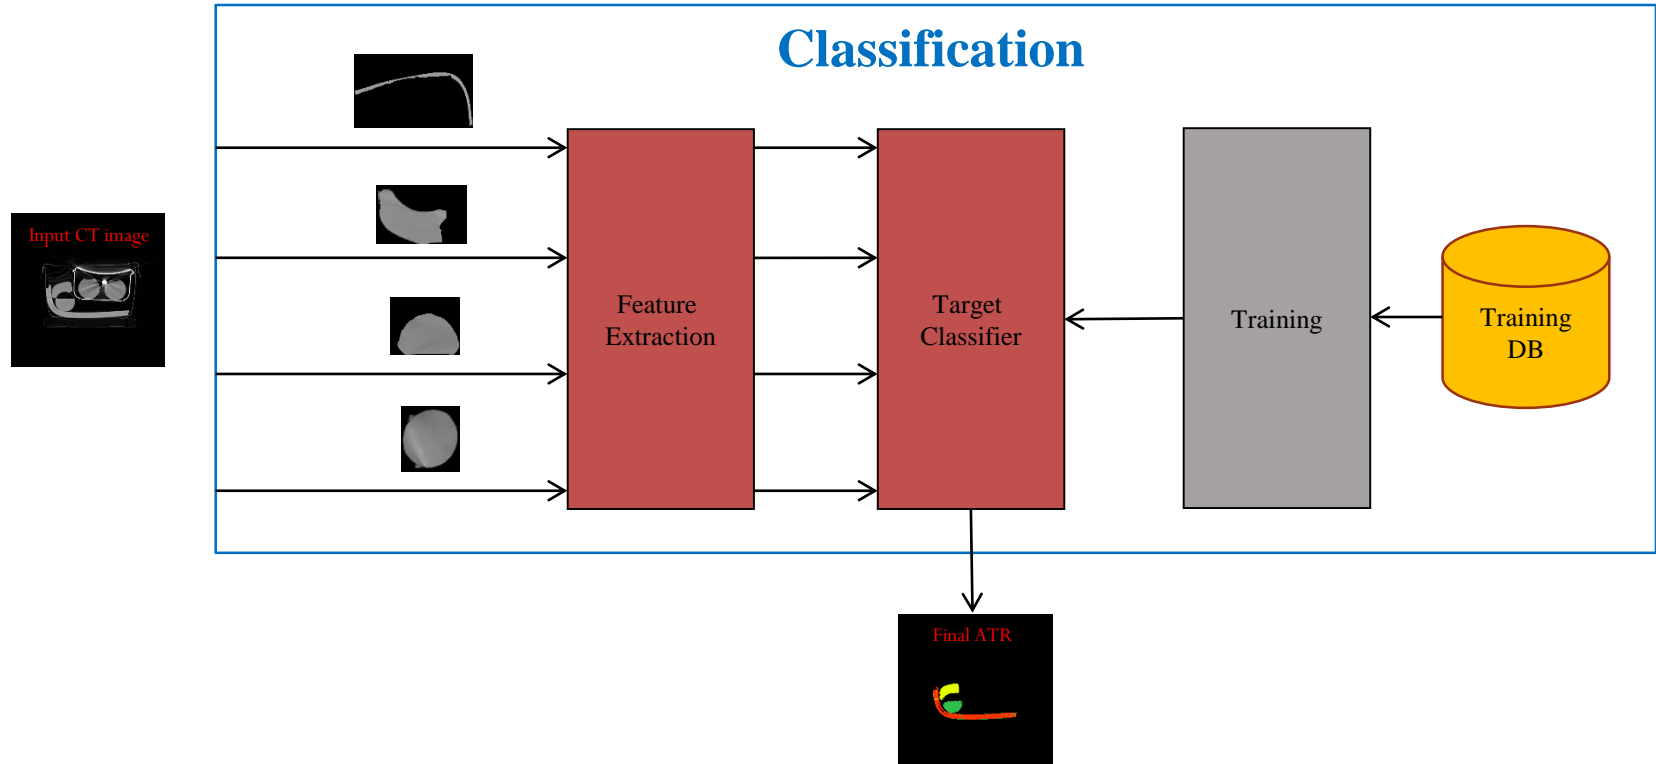 Classification
Input CT image
Feature
Extraction
Target
Classifier
Training
Training
DB
Final ATR